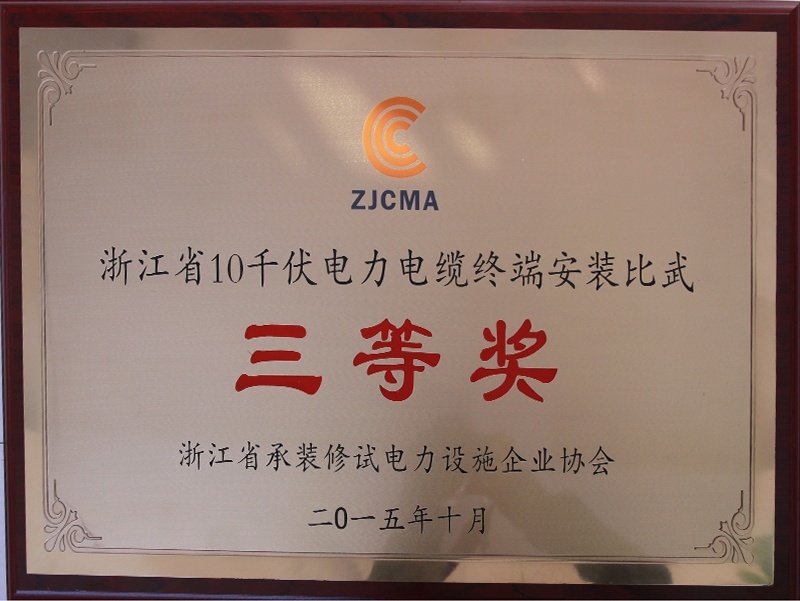 ZJCMA
浙江省10千伏电力电缆终端安装比武
三等奖
浙江省承装修试电力设施企业协会
二0一五年十月